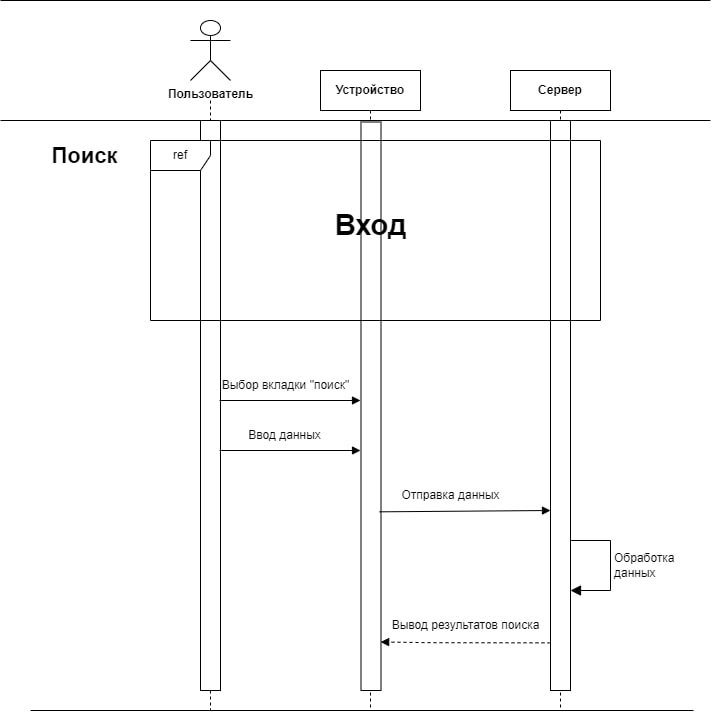 Пользователь
Устройство
Сервер
Поиск
ref
Вход
Выбор вкладки "поиск"
Ввод данных
Отправка данных
Обработка
данных
Вывод результатов поиска